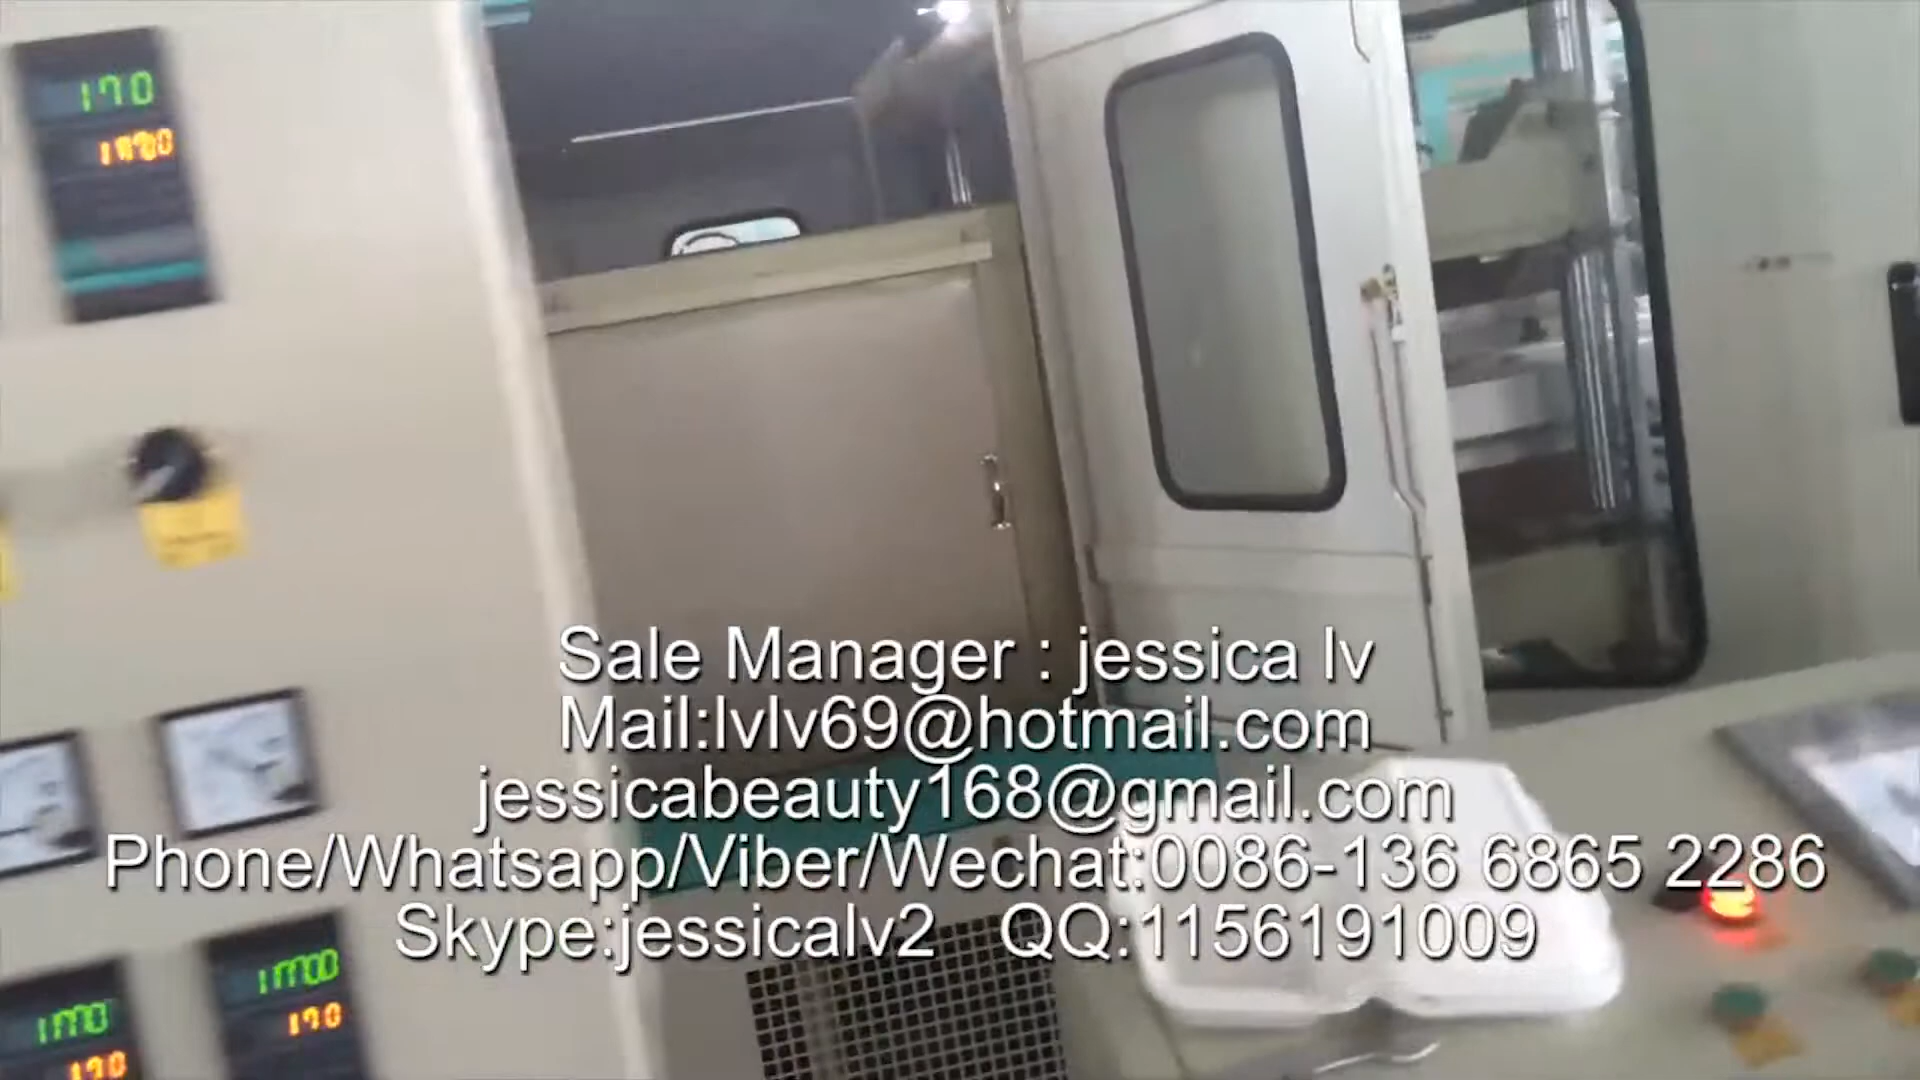 170
170
Sale Manager : jessica lv
Mail:lvlv69@hotmail.com
jessicabeauty168@gmail.com
Phone/Whatsapp/Viber/Wechat:0086-136 6865 2286
Skype:jessicalv2 QQ:1156191009
170